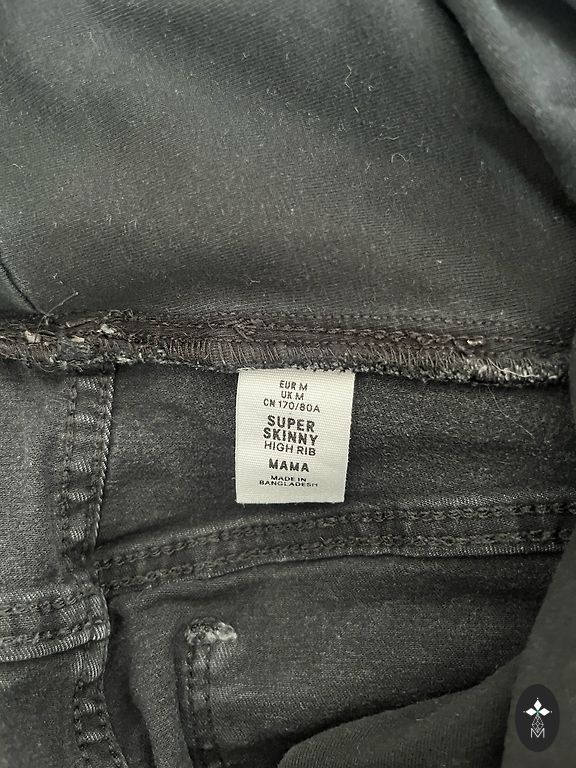 EUR M
UK M
CN 170/80A
SUPER
SKINNY
HIGH RIB
MAMA
MADE IN
BANGLADESH
M